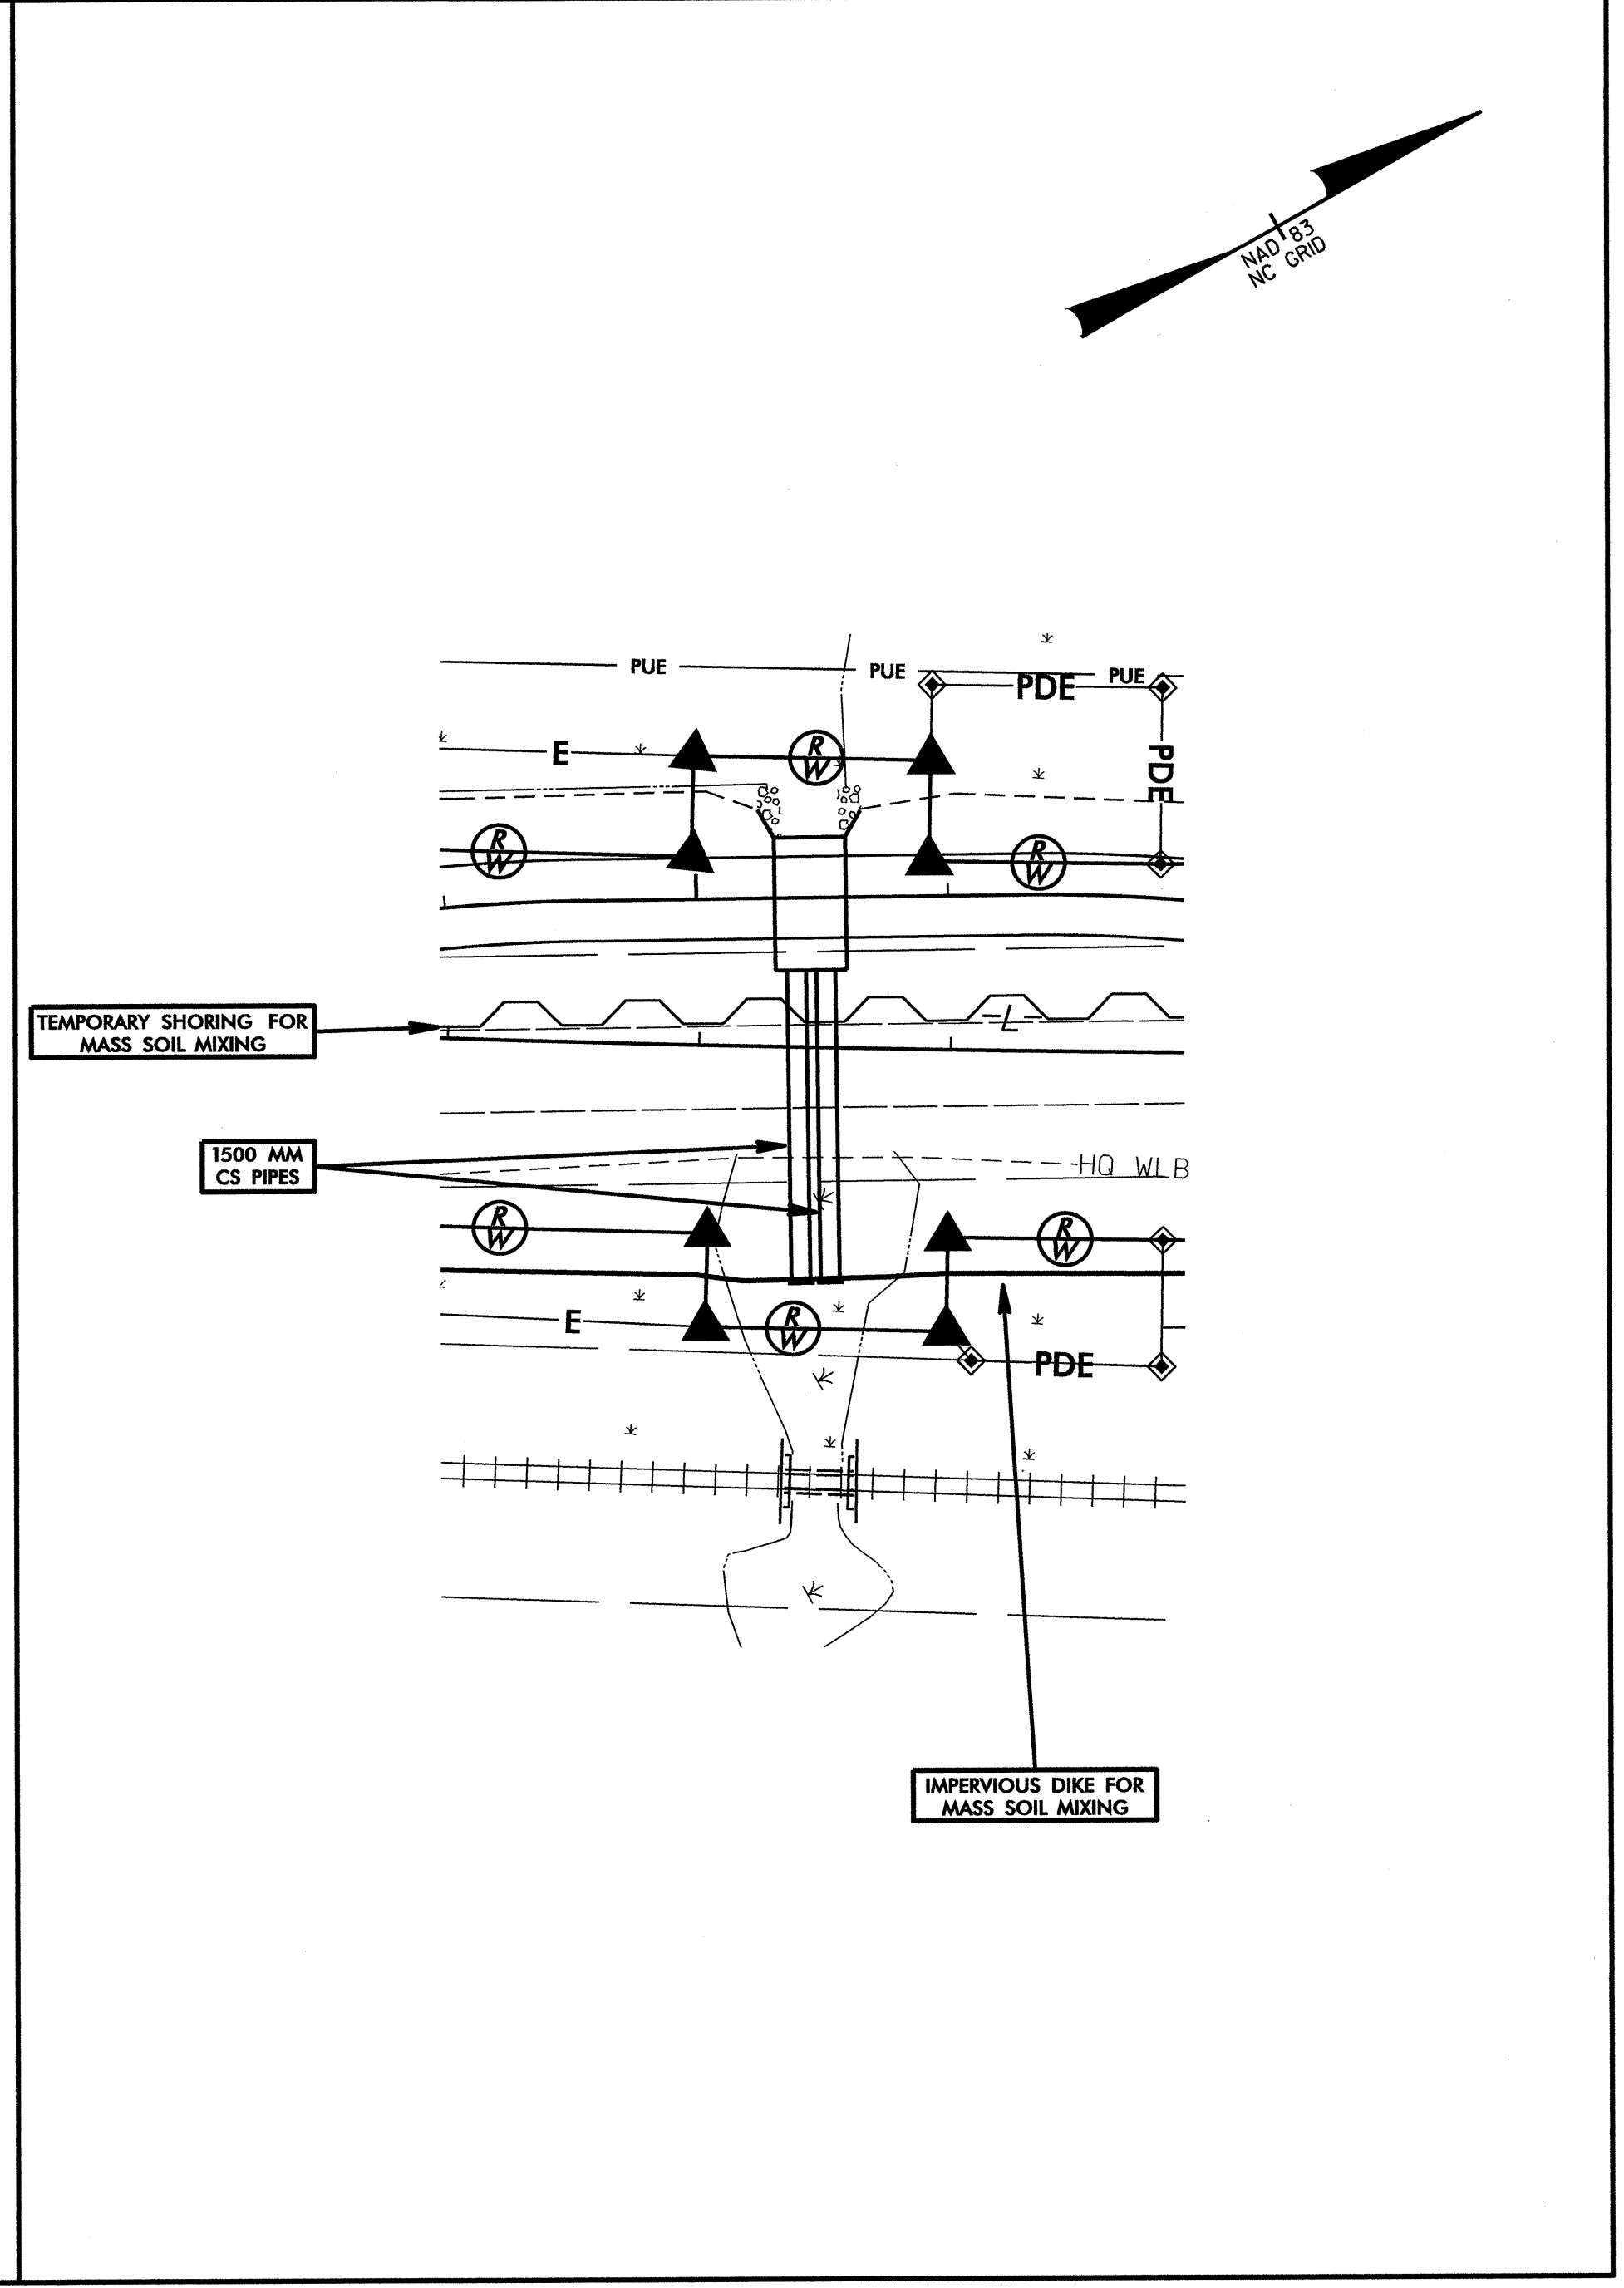 NAD 83
NC GRID
PUE
PUE
PUE
PDE
E
R
W
PDE
R
W
R
W
TEMPORARY SHORING FOR
MASS SOIL MIXING
-L-
1500 MM
CS PIPES
HQ WLB
R
W
R
W
E
R
W
PDE
IMPERVIOUS DIKE FOR
MASS SOIL MIXING